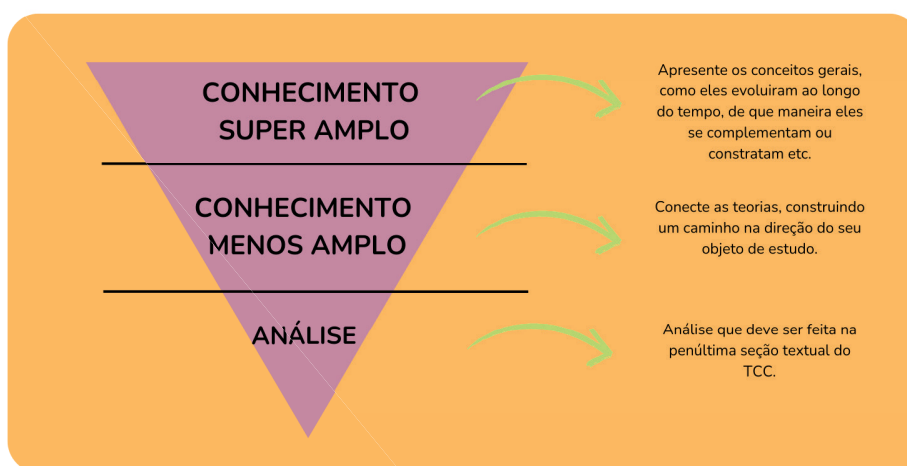 CONHECIMENTO
SUPER AMPLO
Apresente os conceitos gerais,
como eles evoluiram ao longo
do tempo, de que maneira eles
se complementam ou
constratam etc.
CONHECIMENTO
MENOS AMPLO
Conecte as teorias, construindo
um caminho na direção do seu
objeto de estudo.
ANÁLISE
Análise que deve ser feita na
penúltima seção textual do
TCC.